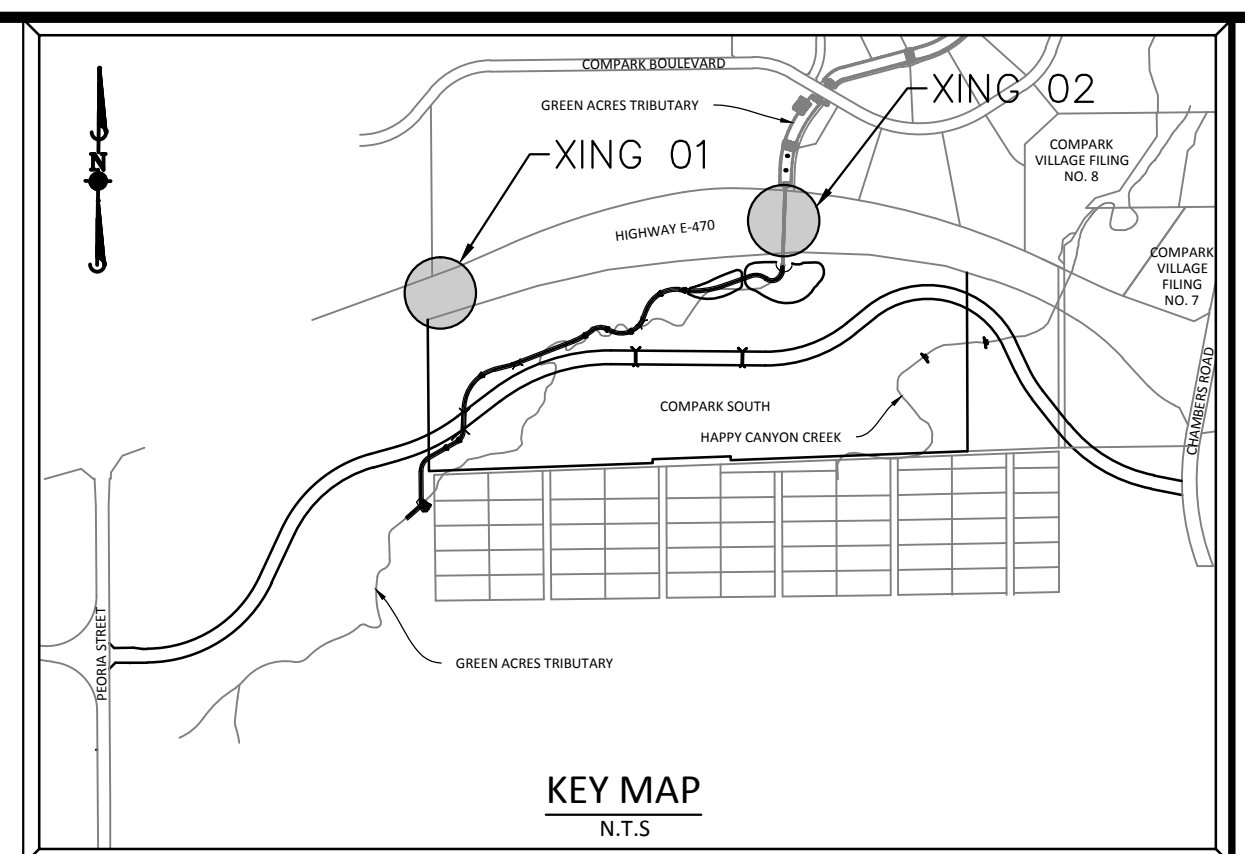 COMPARK BOULEVARD
GREEN ACRES TRIBUTARY
XING 02
XING 01
N
COMPARK
VILLAGE FILING
NO. 8
HIGHWAY E-470
COMPARK
VILLAGE
FILING
NO. 7
CHAMBERS ROAD
COMPARK SOUTH
HAPPY CANYON CREEK
PEORIA STREET
GREEN ACRES TRIBUTARY
KEY MAP
N.T.S